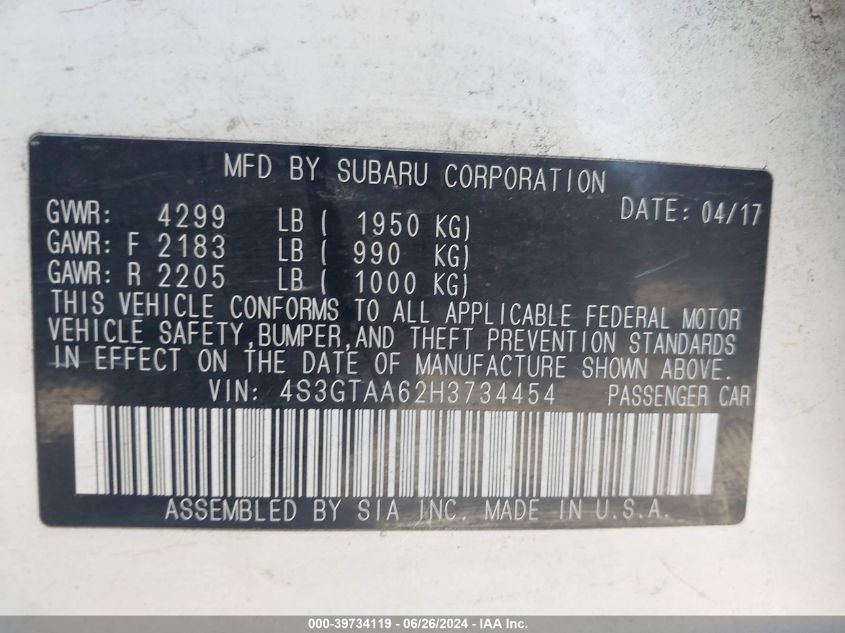 MFD BY SUBARU CORPORATION
DATE: 04/17
GVWR: 4299 LB ( 1950 KG)
GAWR: F 2183 LB ( 990 KG)
GAWR: R 2205 LB ( 1000 KG)
THIS VEHICLE CONFORMS TO ALL APPLICABLE FEDERAL MOTOR
VEHICLE SAFETY,BUMPER,AND THEFT PREVENTION STANDARDS
IN EFFECT ON THE DATE OF MANUFACTURE SHOWN ABOVE.
VIN: 4S3GTAA62H3734454 PASSENGER CAR
ASSEMBLED BY SIA INC. MADE IN U.S.A.
000-39734119 - 06/26/2024 - IAAI.com